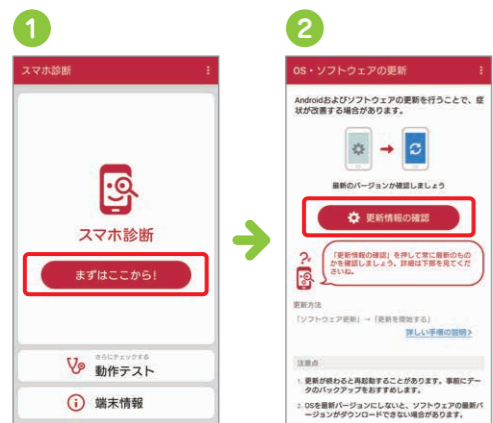 1
スマホ診断
スマホ診断
まずはここから!
さらにチェックする
動作テスト
端末情報
2
OS・ソフトウェアの更新
Androidおよびソフトウェアの更新を行うことで、症
状が改善する場合があります。
最新のバージョンか確認しましょう
更新情報の確認
「更新情報の確認」を押して常に最新のもの
かを確認しましょう。詳細は下部を見てくだ
さいね。
更新方法
「ソフトウェア更新」→「更新を開始する」
詳しい手順の説明>
注意点
1. 更新が終わると再起動することがあります。事前にデー
タのバックアップをおすすめします。
2. OSを最新バージョンにしないと、ソフトウェアの最新バ
ージョンがダウンロードできない場合があります。